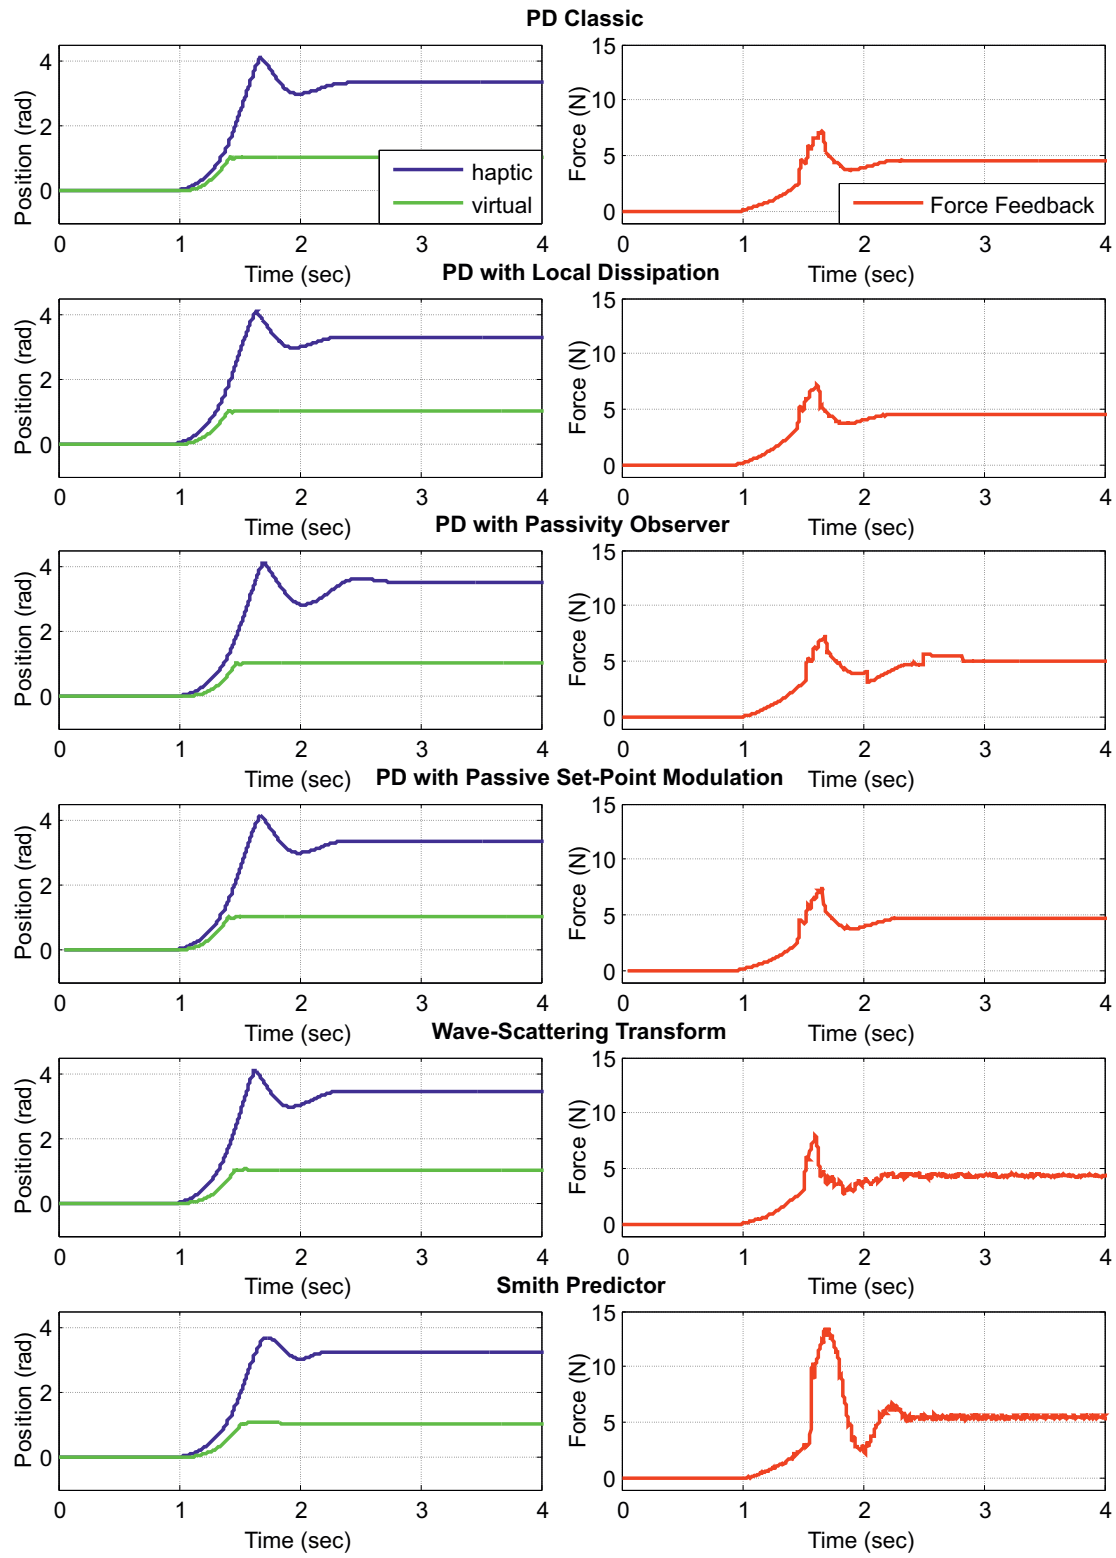 PD Classic
Position (rad)
4
2
0
haptic
virtual
0 1 2 3 4
Time (sec)
Force (N)
15
10
5
0
Force Feedback
0 1 2 3 4
Time (sec)
PD with Local Dissipation
Position (rad)
4
2
0
0 1 2 3 4
Time (sec)
Force (N)
15
10
5
0
0 1 2 3 4
Time (sec)
PD with Passivity Observer
Position (rad)
4
2
0
0 1 2 3 4
Time (sec)
Force (N)
15
10
5
0
0 1 2 3 4
Time (sec)
PD with Passive Set-Point Modulation
Position (rad)
4
2
0
0 1 2 3 4
Time (sec)
Force (N)
15
10
5
0
0 1 2 3 4
Time (sec)
Wave-Scattering Transform
Position (rad)
4
2
0
0 1 2 3 4
Time (sec)
Force (N)
15
10
5
0
0 1 2 3 4
Time (sec)
Smith Predictor
Position (rad)
4
2
0
0 1 2 3 4
Time (sec)
Force (N)
15
10
5
0
0 1 2 3 4
Time (sec)